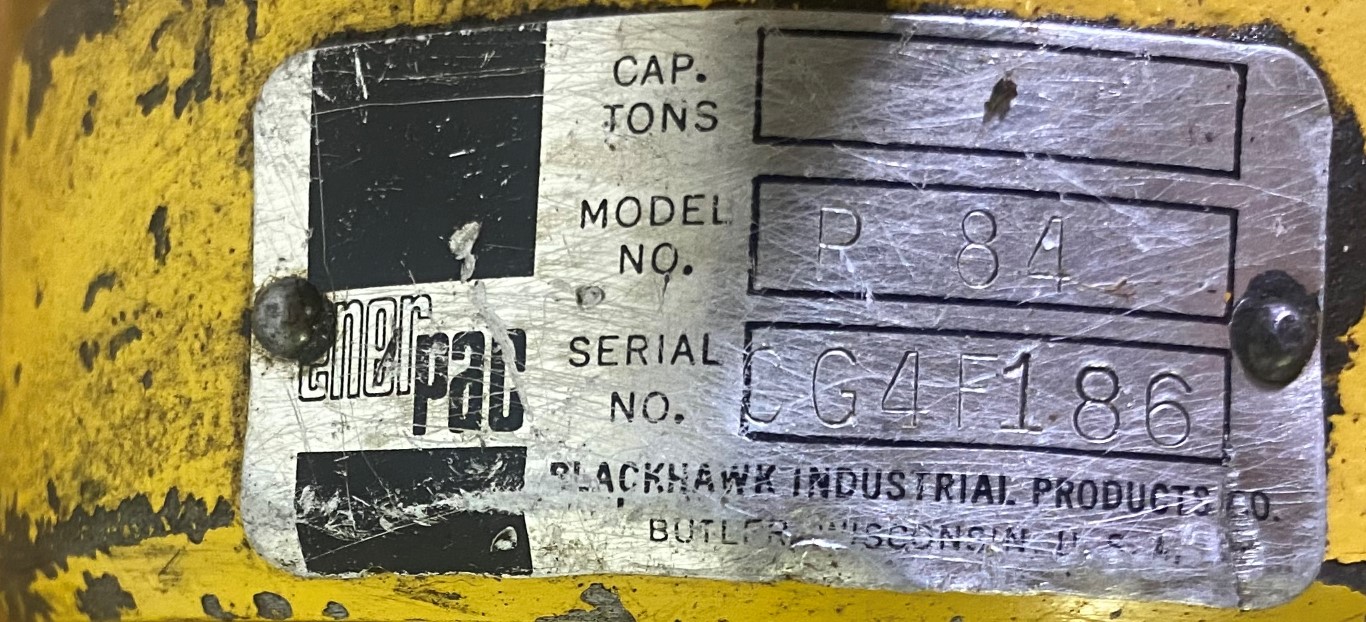 CAP.
TONS
MODEL
NO.
P 84
SERIAL
NO.
CG4F186
enerpac
BLACKHAWK INDUSTRIAL PRODUCTS CO.
BUTLER, WISCONSIN, U. S. A.